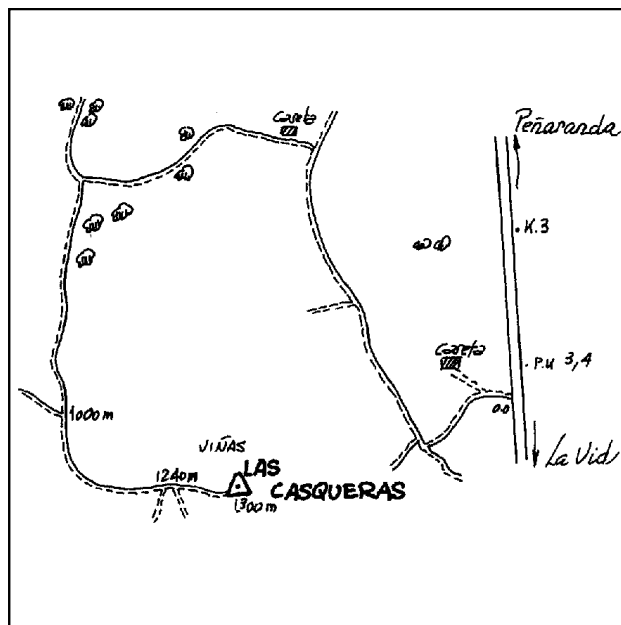 Peñaranda
Caseta
K.3
Caseta
P.K 3,4
0.0
1000m
VIÑAS
La Vid
1240m
LAS
CASQUERAS
1300m